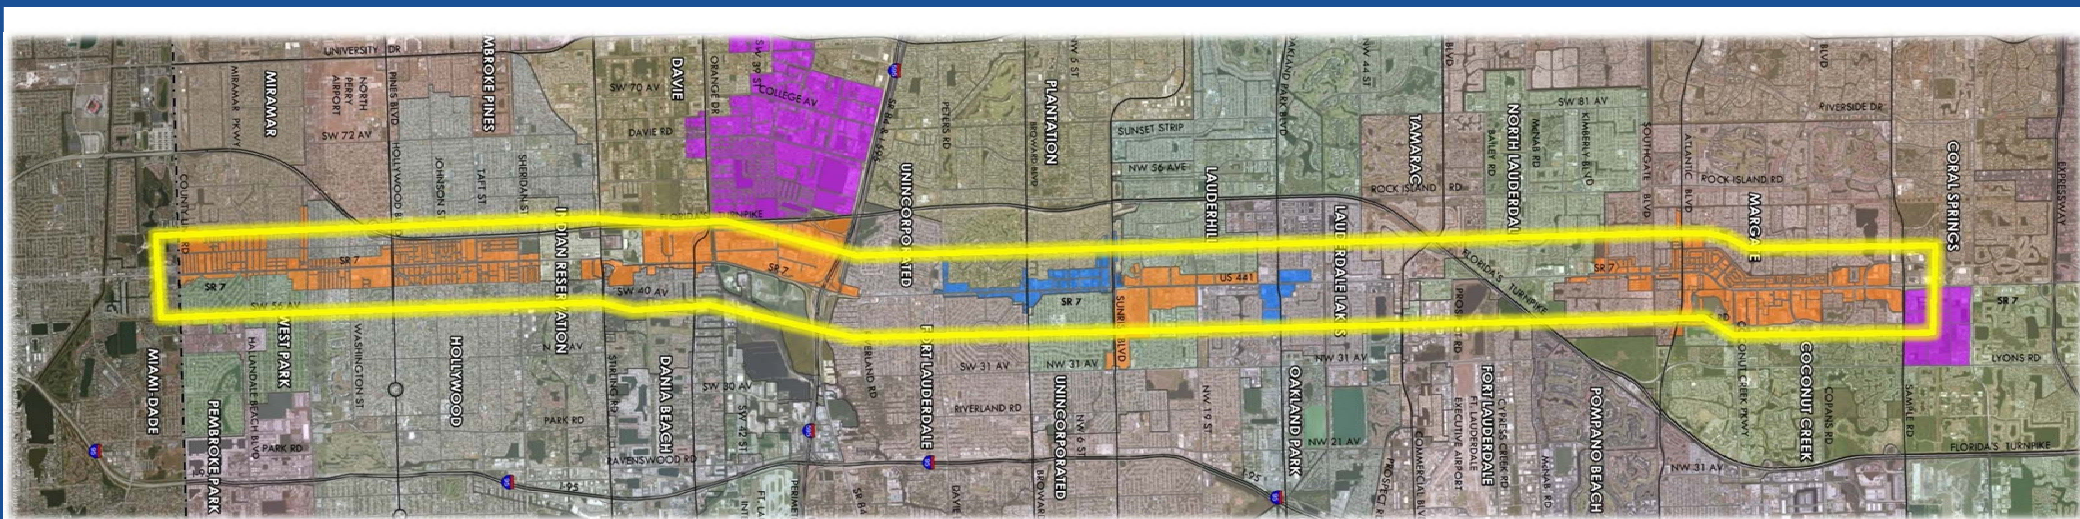 UNIVERSITY DR
MIRAMAR PKWY
MIRAMAR
NORTH
PERRY
AIRPORT
SW 72 AV
PINES BLVD
HOLLYWOOD
JOHNSON ST
TAFT ST
SHERIDAN ST
SW 70 AV
DAVIE RD
DAVIE
ORANGE DR
COLLEGE AV
FLORIDA'S TURNPIKE
PETERS RD
UNINCORPORATED
BROWARD BLVD
PLANTATION
NW 5 ST
SUNSET STRIP
NW 56 AVE
LAUDERHILL
OAKLAND PARK BLVD
NW 44 ST
ROCK ISLAND RD
TAMARAC
BLVD
BAILEY RD
NORTH LAUDERDALE
McNAB RD
SW 81 AV
KIMBERLY BLVD
SOUTHGATE BLVD
ATLANTIC BLVD
ROCK ISLAND RD
MARGATE
RIVERSIDE DR
BLVD
CORAL SPRINGS
EXPRESSWAY
COUNTY LINE RD
SR 7
SR 7
SW 56 AV
INDIAN RESERVATION
SW 40 AV
SR 7
SR 7
SUNRISE BLVD
US 441
LAUDERDALE LAKES
FLORIDA'S TURNPIKE
SR 7
SR 7
MIAMI-DADE
PEMBROKE PARK
HALLANDALE BEACH BLVD
WEST PARK
PARK RD
WASHINGTON ST
HOLLYWOOD
I-95
PARK RD
STIRLING RD
RAVENSWOOD RD
DANIA BEACH
SW 30 AV
SW 42 ST
PERIMETER
SR 84
FORT LAUDERDALE
RIVERLAND RD
SW 31 AV
DAVIE
BROWARD
UNINCORPORATED
NW 6 ST
NW 31 AV
NW 19 ST
I-95
OAKLAND PARK
NW 31 AV
NW 21 AV
PROSPECT RD
COMMERCIAL BLVD
PROSPECT RD
FT LAUDERDALE
EXECUTIVE AIRPORT
FORT LAUDERDALE
CYPRESS CREEK RD
McNAB RD
POMPANO BEACH
NW 31 AV
COCONUT CREEK PKWY
COCONUT CREEK
COPANS RD
SAMPLE RD
LYONS RD
FLORIDA'S TURNPIKE